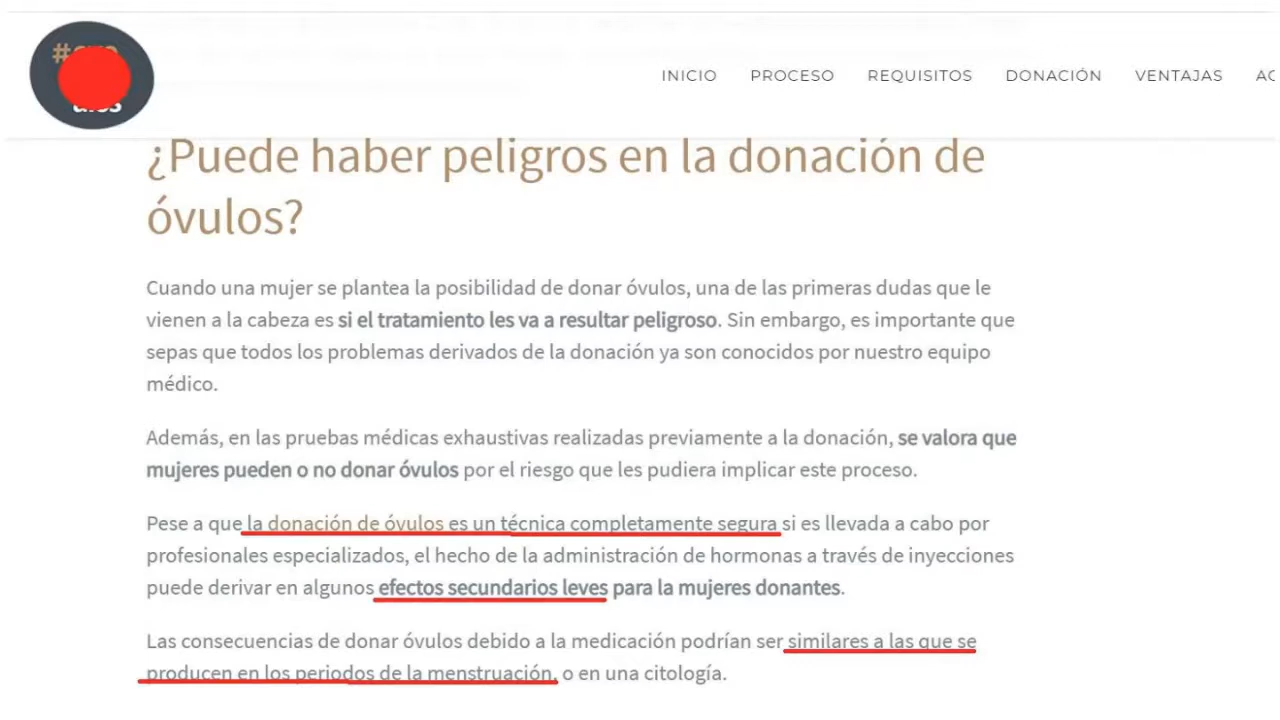 INICIO PROCESO REQUISITOS DONACIÓN VENTAJAS
¿Puede haber peligros en la donación de
óvulos?
Cuando una mujer se plantea la posibilidad de donar óvulos, una de las primeras dudas que le
vienen a la cabeza es si el tratamiento les va a resultar peligroso. Sin embargo, es importante que
sepas que todos los problemas derivados de la donación ya son conocidos por nuestro equipo
médico.
Además, en las pruebas médicas exhaustivas realizadas previamente a la donación, se valora que
mujeres pueden o no donar óvulos por el riesgo que les pudiera implicar este proceso.
Pese a que la donación de óvulos es un técnica completamente segura si es llevada a cabo por
profesionales especializados, el hecho de la administración de hormonas a través de inyecciones
puede derivar en algunos efectos secundarios leves para la mujeres donantes.
Las consecuencias de donar óvulos debido a la medicación podrían ser similares a las que se
producen en los periodos de la menstruación, o en una citología.